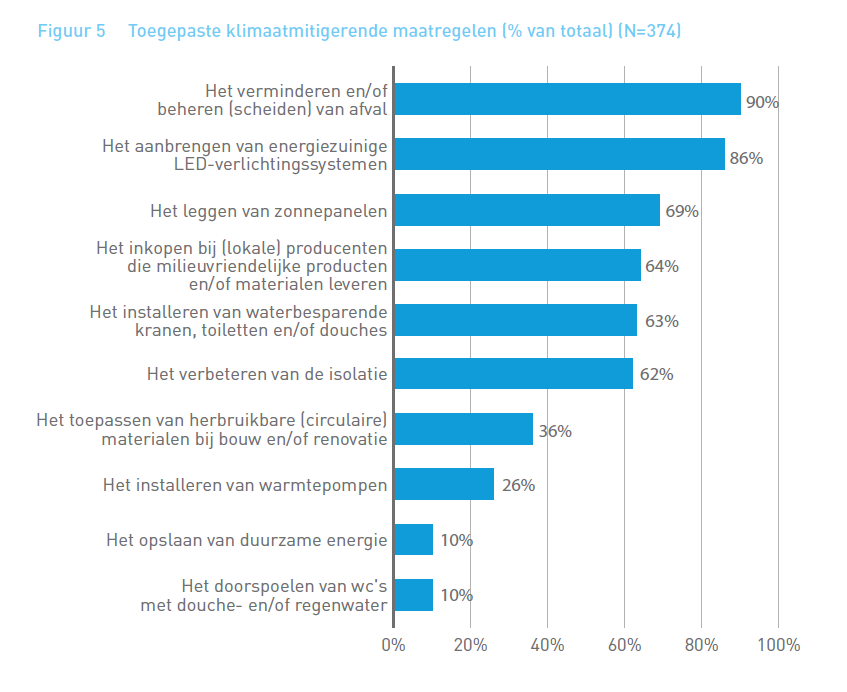 Figuur 5 Toegepaste klimaatmitigerende maatregelen (% van totaal) (N=374)
Het verminderen en/of
beheren (scheiden) van afval
90%
Het aanbrengen van energiezuinige
LED-verlichtingssystemen
86%
Het leggen van zonnepanelen
69%
Het inkopen bij (lokale) producenten
die milieuvriendelijke producten
en/of materialen leveren
64%
Het installeren van waterbesparende
kranen, toiletten en/of douches
63%
Het verbeteren van de isolatie
62%
Het toepassen van herbruikbare (circulaire)
materialen bij bouw en/of renovatie
36%
Het installeren van warmtepompen
26%
Het opslaan van duurzame energie
10%
Het doorspoelen van wc's
met douche- en/of regenwater
10%
0% 20% 40% 60% 80% 100%